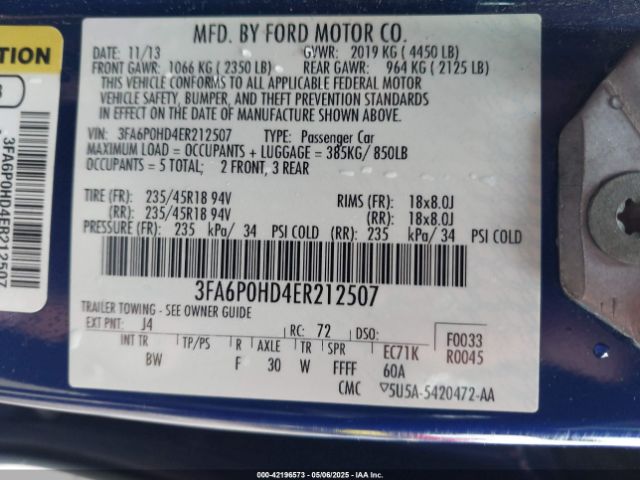 MFD. BY FORD MOTOR CO.
DATE: 11/13 GVWR: 2019 KG ( 4450 LB)
FRONT GAWR: 1066 KG ( 2350 LB) REAR GAWR: 964 KG ( 2125 LB)
THIS VEHICLE CONFORMS TO ALL APPLICABLE FEDERAL MOTOR
VEHICLE SAFETY, BUMPER, AND THEFT PREVENTION STANDARDS
IN EFFECT ON THE DATE OF MANUFACTURE SHOWN ABOVE.
VIN: 3FA6P0HD4ER212507 TYPE: Passenger Car
MAXIMUM LOAD = OCCUPANTS + LUGGAGE = 385KG/ 850LB
OCCUPANTS = 5 TOTAL; 2 FRONT, 3 REAR
TIRE (FR): 235/45R18 94V RIMS (FR): 18x8.0J
(RR): 235/45R18 94V (RR): 18x8.0J
PRESSURE (FR): 235 kPa/ 34 PSI COLD (RR): 235 kPa/ 34 PSI COLD
3FA6P0HD4ER212507
TRAILER TOWING - SEE OWNER GUIDE
EXT PNT: J4 RC: 72 DSO: F0033
INT TR TP/PS R AXLE TR SPR EC71K R0045
BW F 30 W FFFF 60A
CMC 5U5A-5420472-AA
3FA6P0HD4ER212507
000-42196573 - 05/06/2025 - IAAI. Copyright